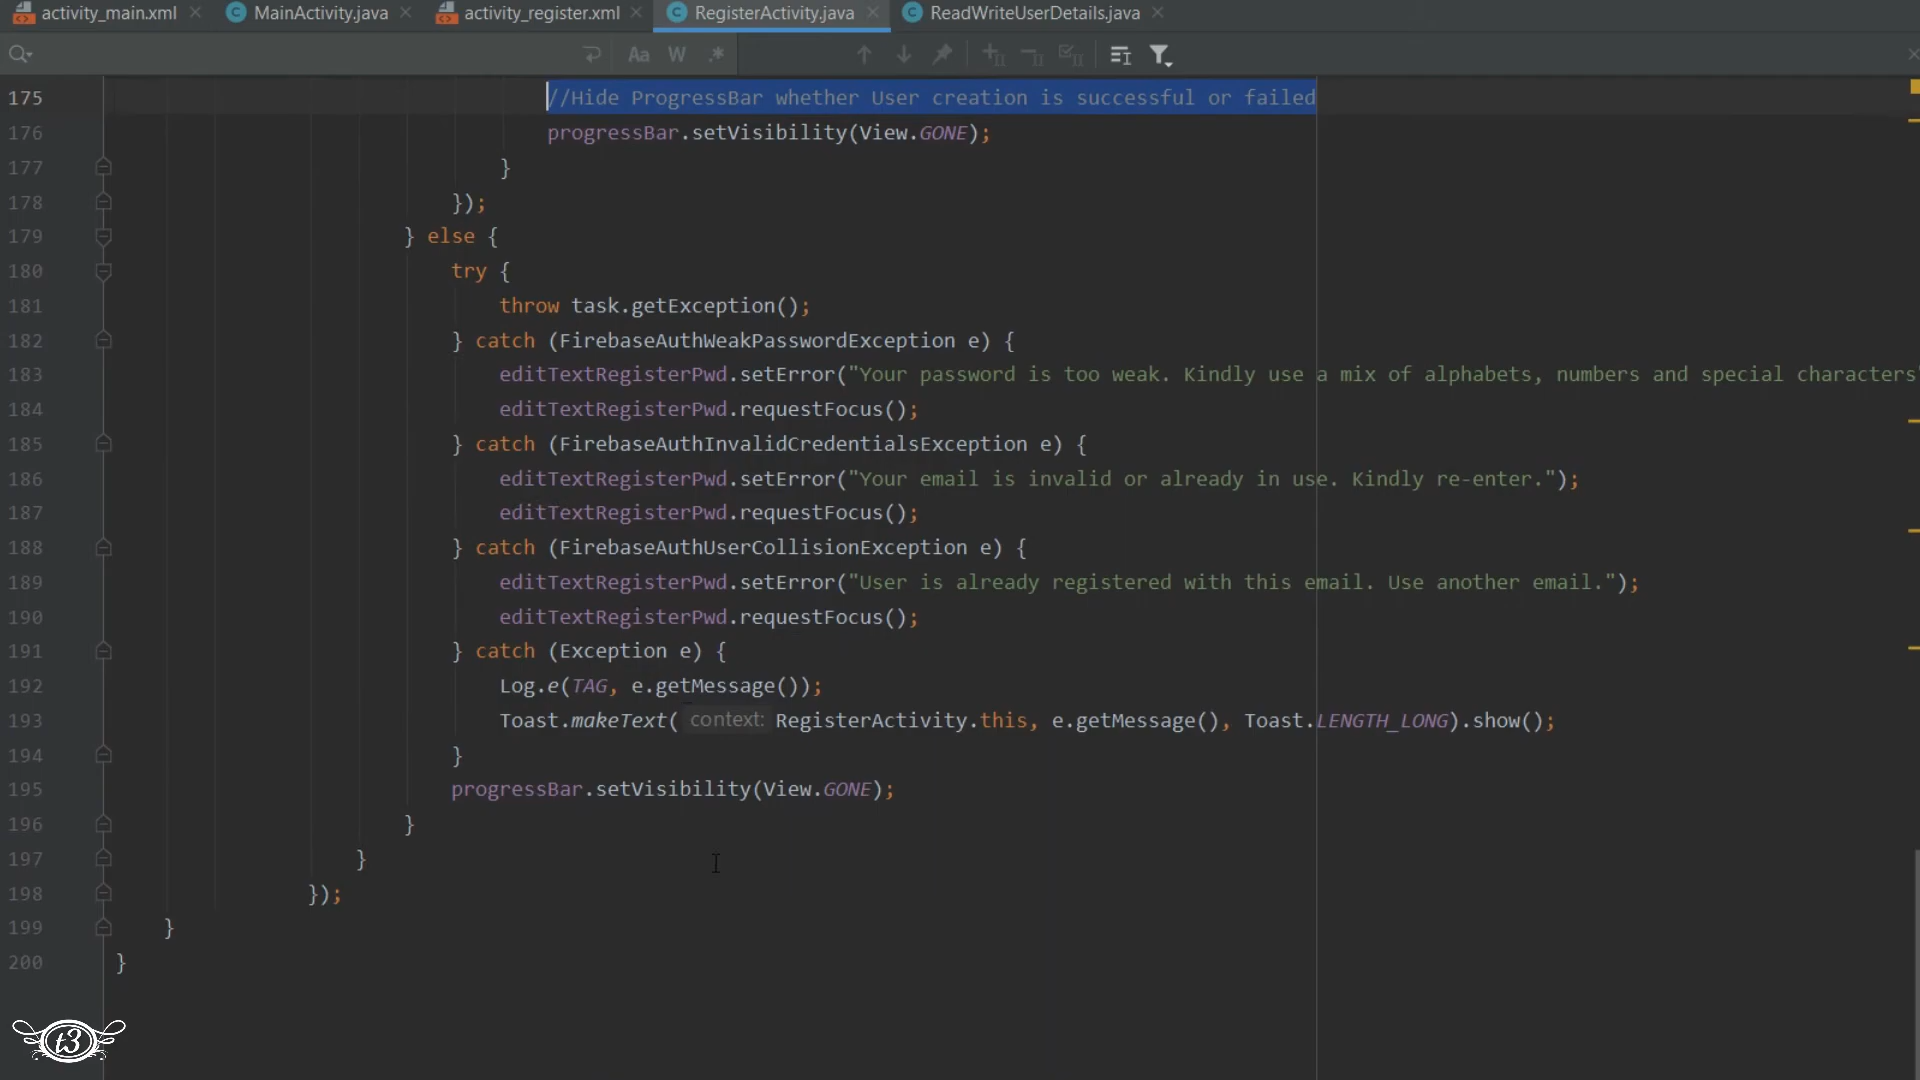 activity_main.xml MainActivity.java activity_register.xml RegisterActivity.java ReadWriteUserDetails.java
Aa W .*
175 //Hide ProgressBar whether User creation is successful or failed
176 progressBar.setVisibility(View.GONE);
177 }
178 });
179 } else {
180 try {
181 throw task.getException();
182 } catch (FirebaseAuthWeakPasswordException e) {
183 editTextRegisterPwd.setError("Your password is too weak. Kindly use a mix of alphabets, numbers and special characters"
184 editTextRegisterPwd.requestFocus();
185 } catch (FirebaseAuthInvalidCredentialsException e) {
186 editTextRegisterPwd.setError("Your email is invalid or already in use. Kindly re-enter.");
187 editTextRegisterPwd.requestFocus();
188 } catch (FirebaseAuthUserCollisionException e) {
189 editTextRegisterPwd.setError("User is already registered with this email. Use another email.");
190 editTextRegisterPwd.requestFocus();
191 } catch (Exception e) {
192 Log.e(TAG, e.getMessage());
193 Toast.makeText( context: RegisterActivity.this, e.getMessage(), Toast.LENGTH_LONG).show();
194 }
195 progressBar.setVisibility(View.GONE);
196 }
197 }
198 });
199 }
200 }
t3